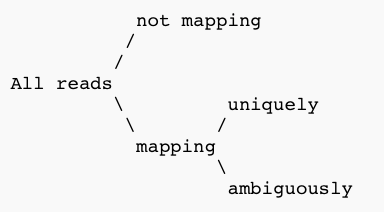 not mapping
All reads
uniquely
mapping
ambiguously